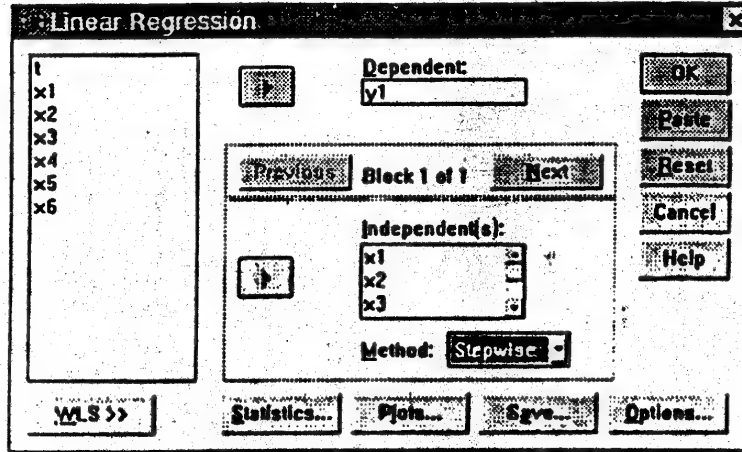 Linear Regression
t
x1
x2
x3
x4
x5
x6
Dependent:
y1
OK
Paste
Reset
Cancel
Help
Previous
Block 1 of 1
Next
Independent(s):
x1
x2
x3
Method: Stepwise
WLS >>
Statistics...
Plots...
Save...
Options...